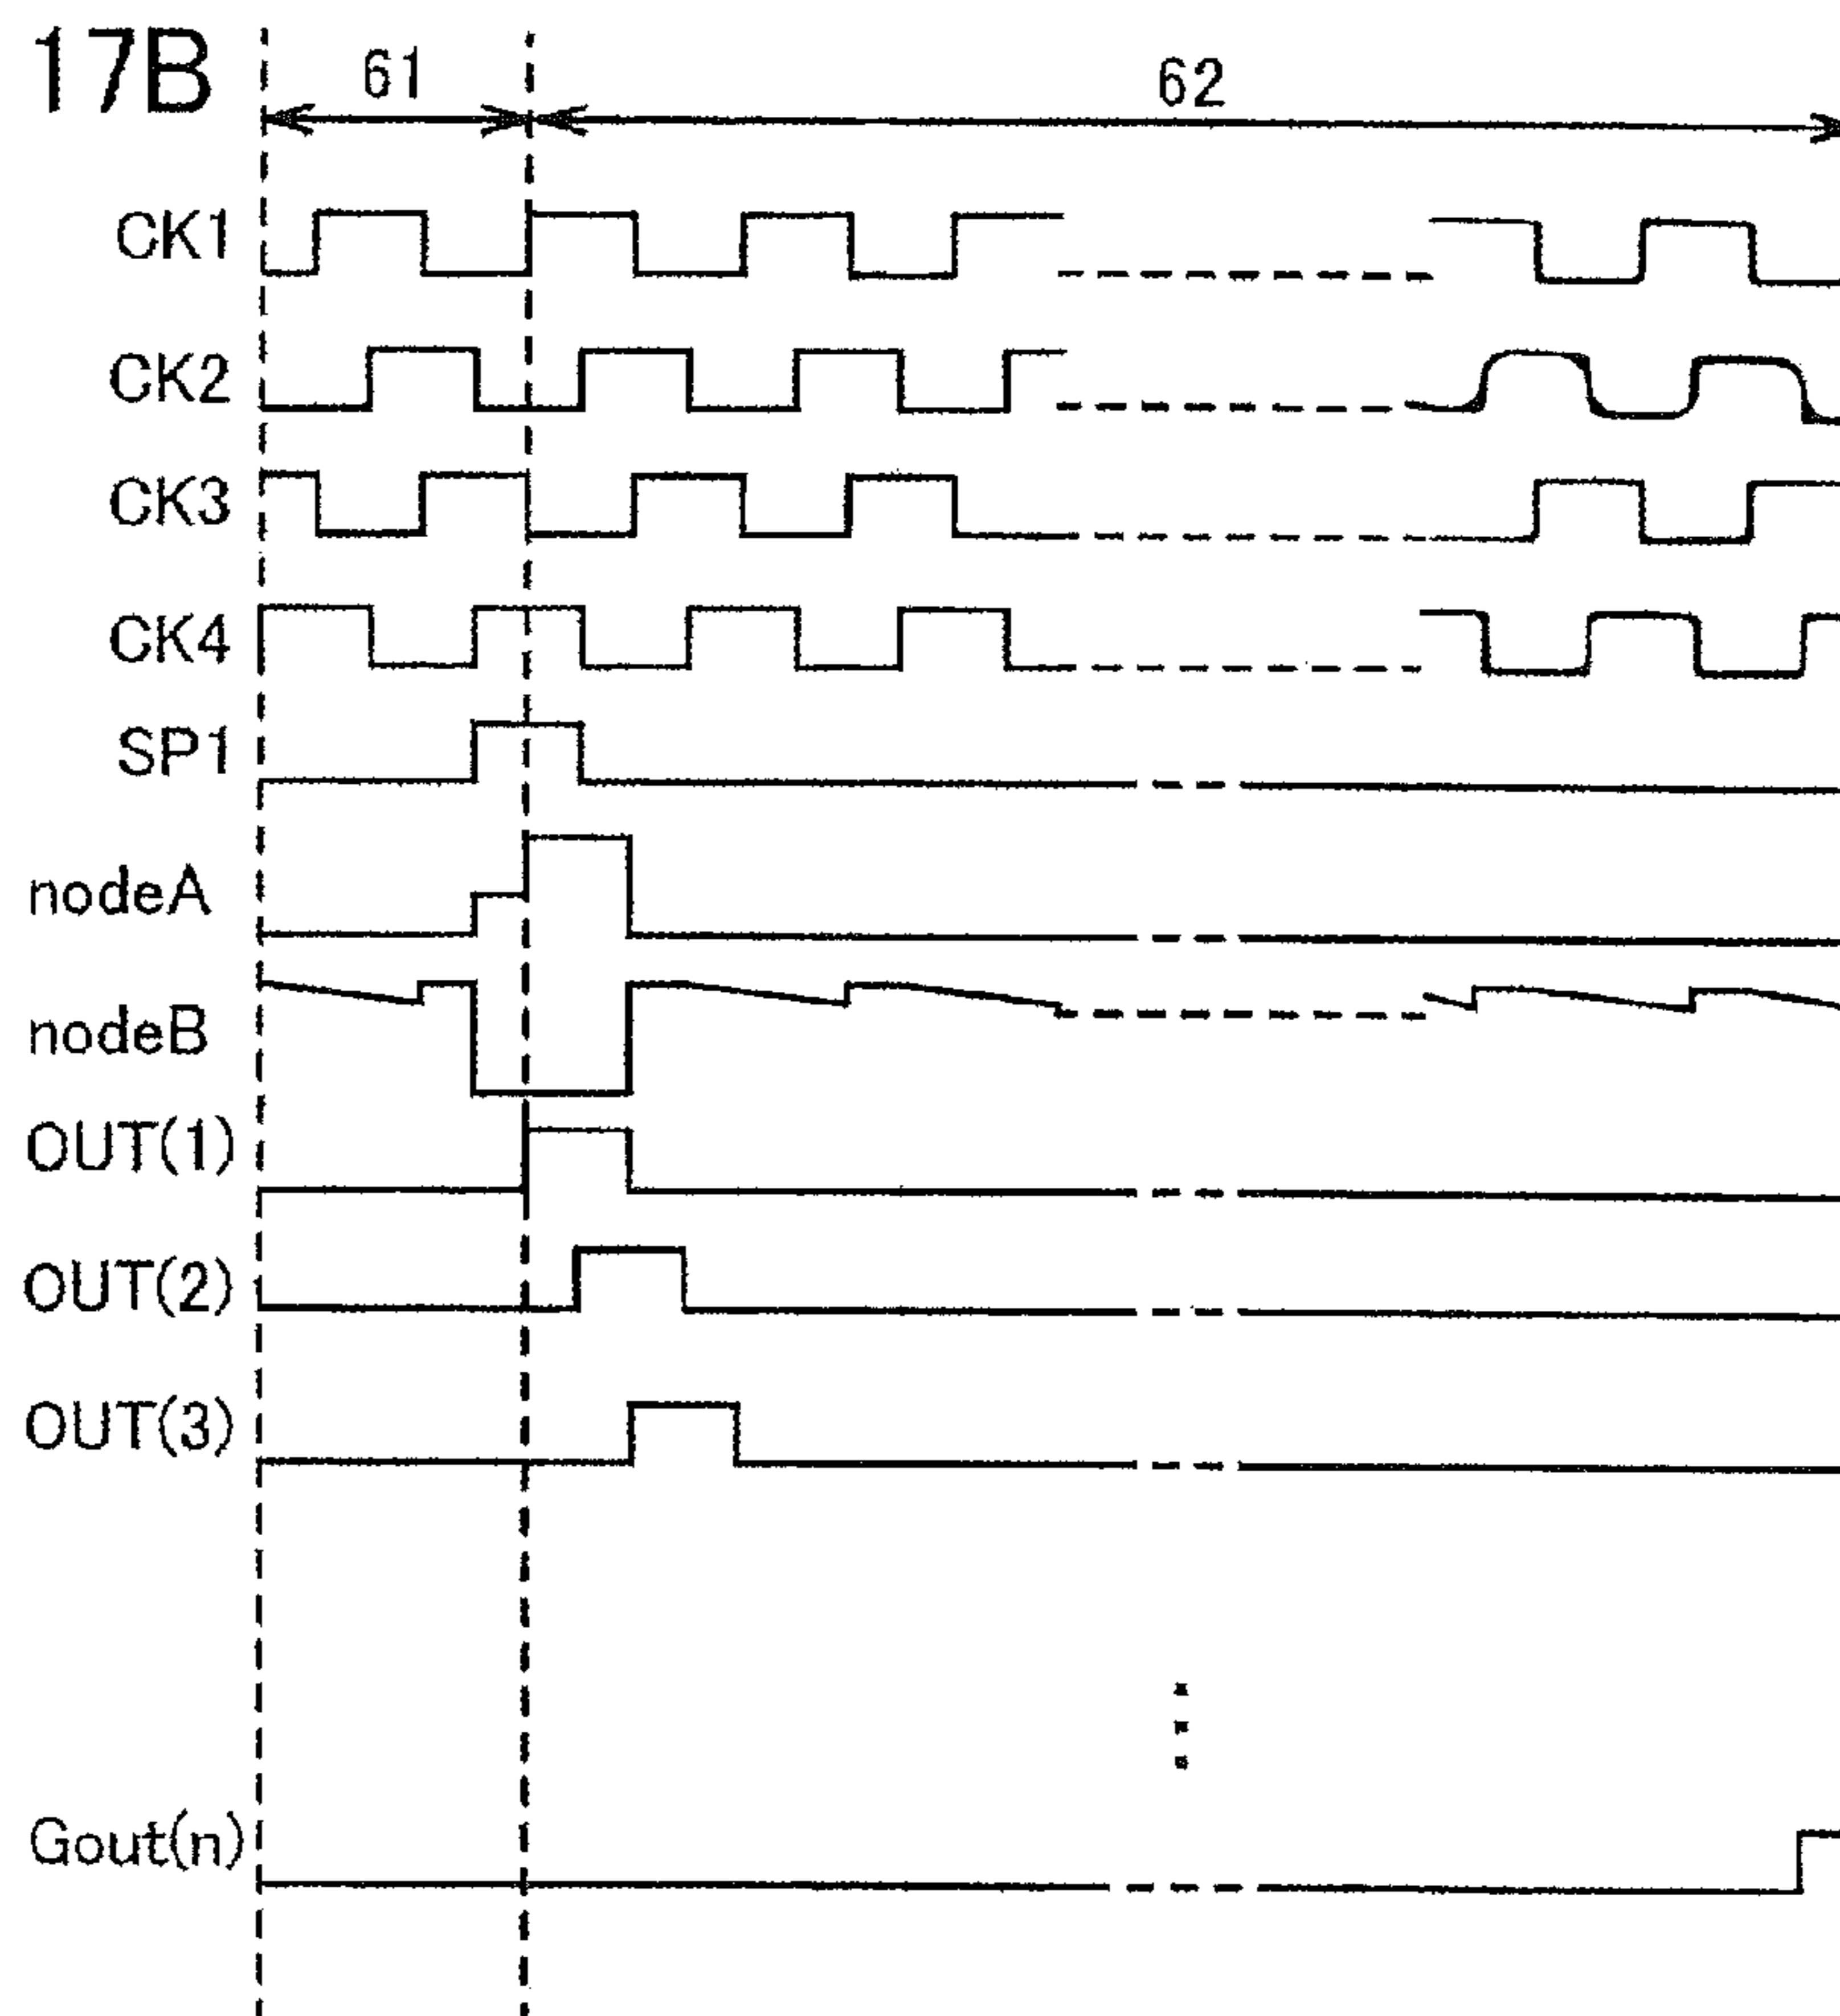 17B
61
62
CK1
CK2
CK3
CK4
SP1
nodeA
nodeB
OUT(1)
OUT(2)
OUT(3)
Gout(n)